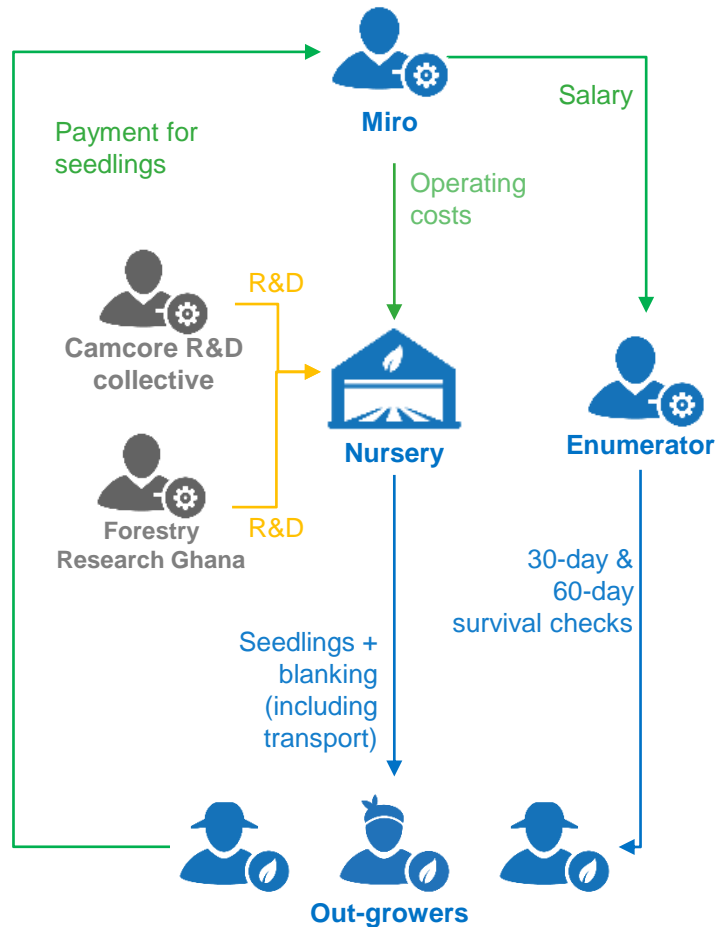 Miro
Salary
Payment for
seedlings
Operating
costs
R&D
Camcore R&D
collective
Nursery
Enumerator
R&D
Forestry
Research Ghana
30-day &
60-day
survival checks
Seedlings +
blanking
(including
transport)
Out-growers